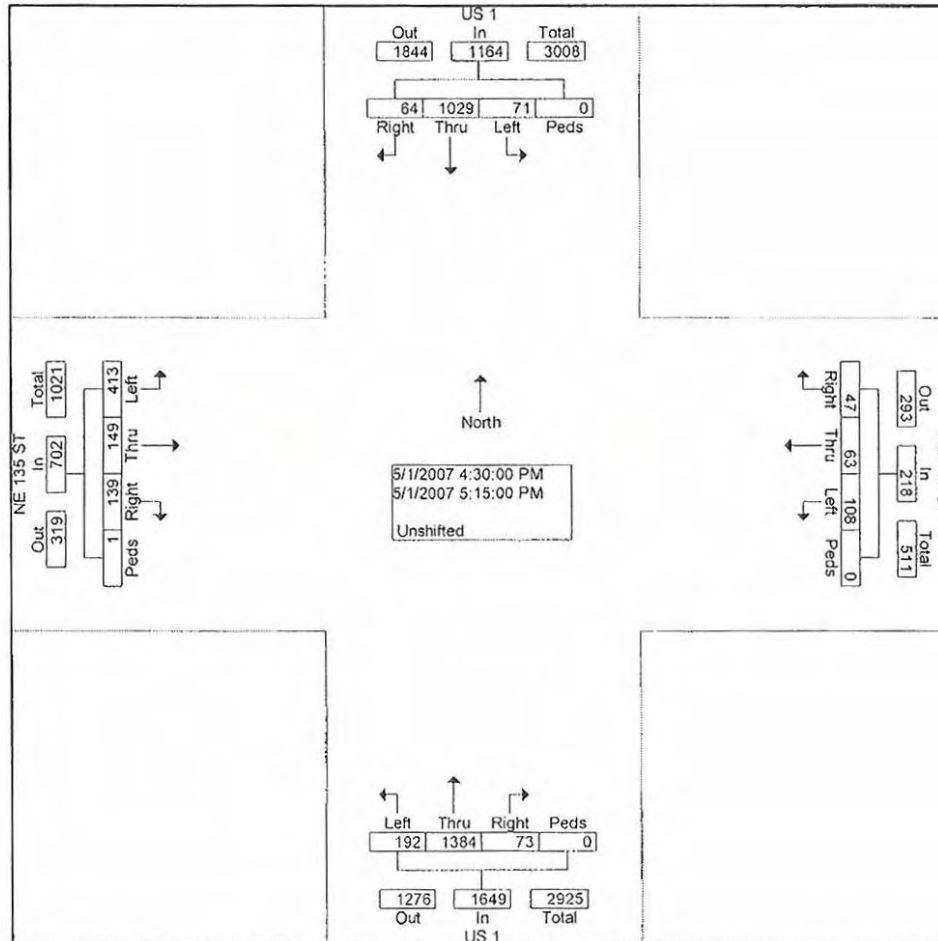 US 1
Out In Total
1844 1164 3008
64 1029 71 0
Right Thru Left Peds
NE 135 ST
Total In Out
1021 702 319
413 149 139 1
Left Thru Right Peds
North
5/1/2007 4:30:00 PM
5/1/2007 5:15:00 PM
Unshifted
Right Thru Left Peds
47 63 108 0
Out In Total
293 218 511
Left Thru Right Peds
192 1384 73 0
1276 1649 2925
Out In Total
US 1